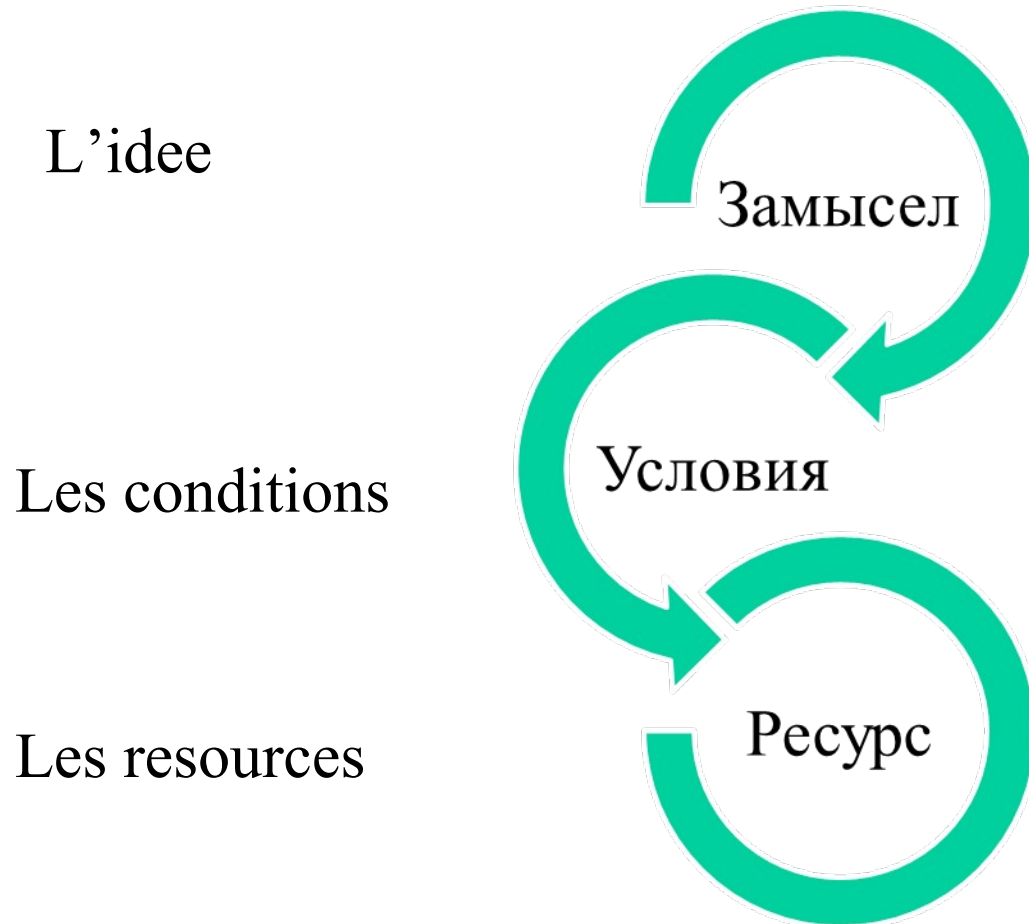 L’idee
Замысел
Les conditions
Условия
Les resources
Ресурс